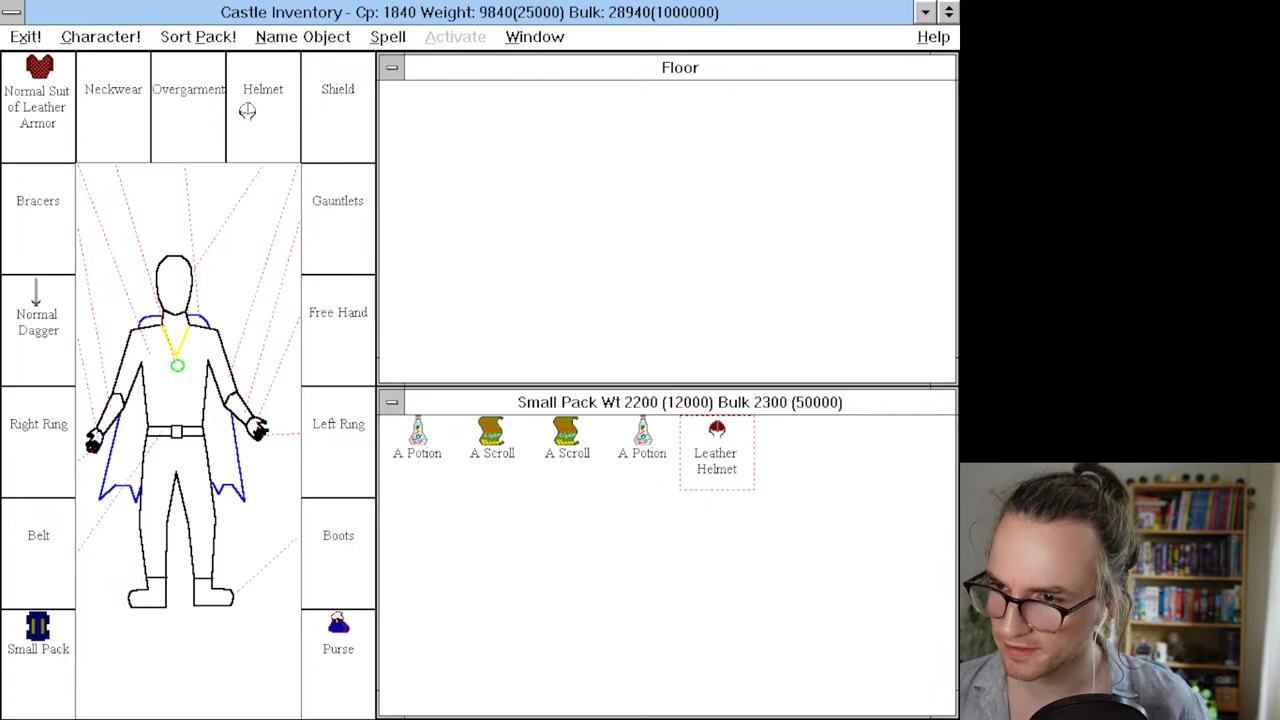 Castle Inventory - Cp: 1840 Weight: 9840(25000) Bulk: 28940(1000000)
Exit! Character! Sort Pack! Name Object Spell Activate Window Help
Normal Suit
of Leather
Armor
Neckwear
Overgarment
Helmet
Shield
Floor
Bracers
Gauntlets
Normal
Dagger
Free Hand
Small Pack Wt 2200 (12000) Bulk 2300 (50000)
Right Ring
Left Ring
A Potion
A Scroll
A Scroll
A Potion
Leather
Helmet
Belt
Boots
Small Pack
Purse